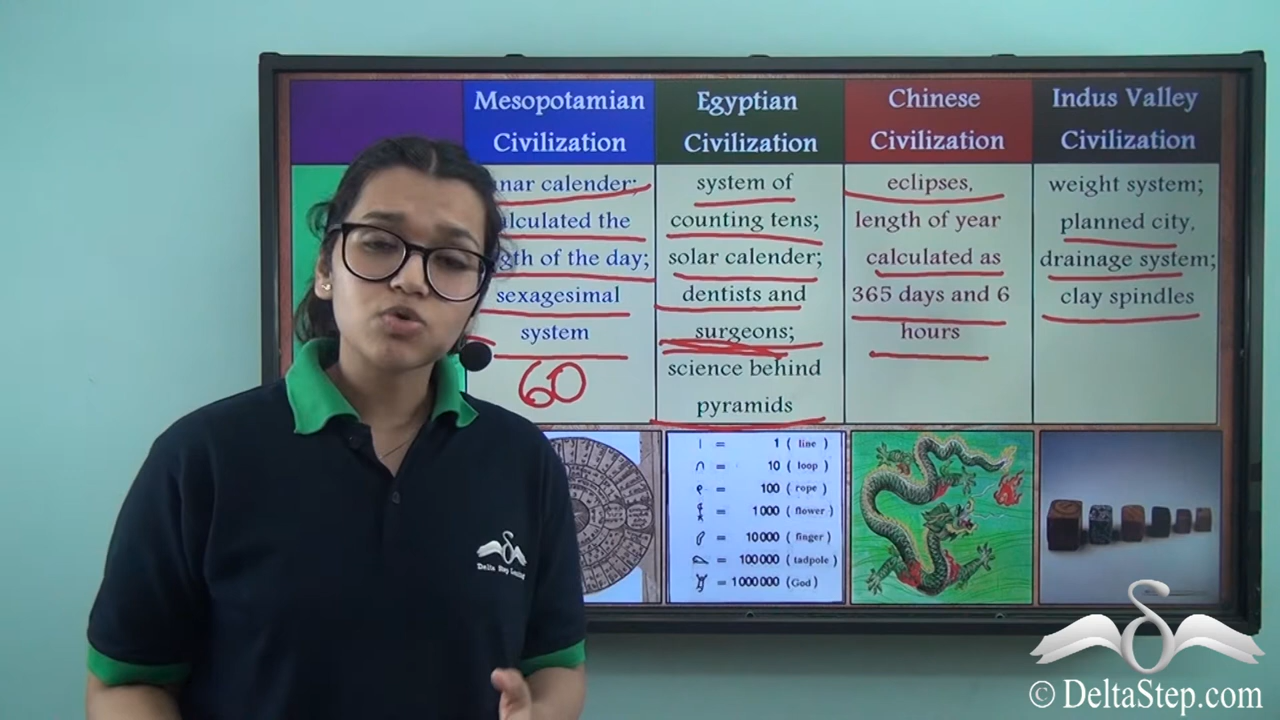 Mesopotamian
Civilization
Egyptian
Civilization
Chinese
Civilization
Indus Valley
Civilization
calender;
the
of the day;
sexagesimal
system
60
system of
counting tens;
solar calender;
dentists and
surgeons;
science behind
pyramids
eclipses,
length of year
calculated as
365 days and 6
hours
weight system;
planned city,
drainage system;
clay spindles
= 1 ( line )
= 10 ( loop )
= 100 ( rope )
= 1000 ( flower )
= 10000 ( finger )
= 100000 ( tadpole )
= 1000000 ( God )
Delta Step
© DeltaStep.com